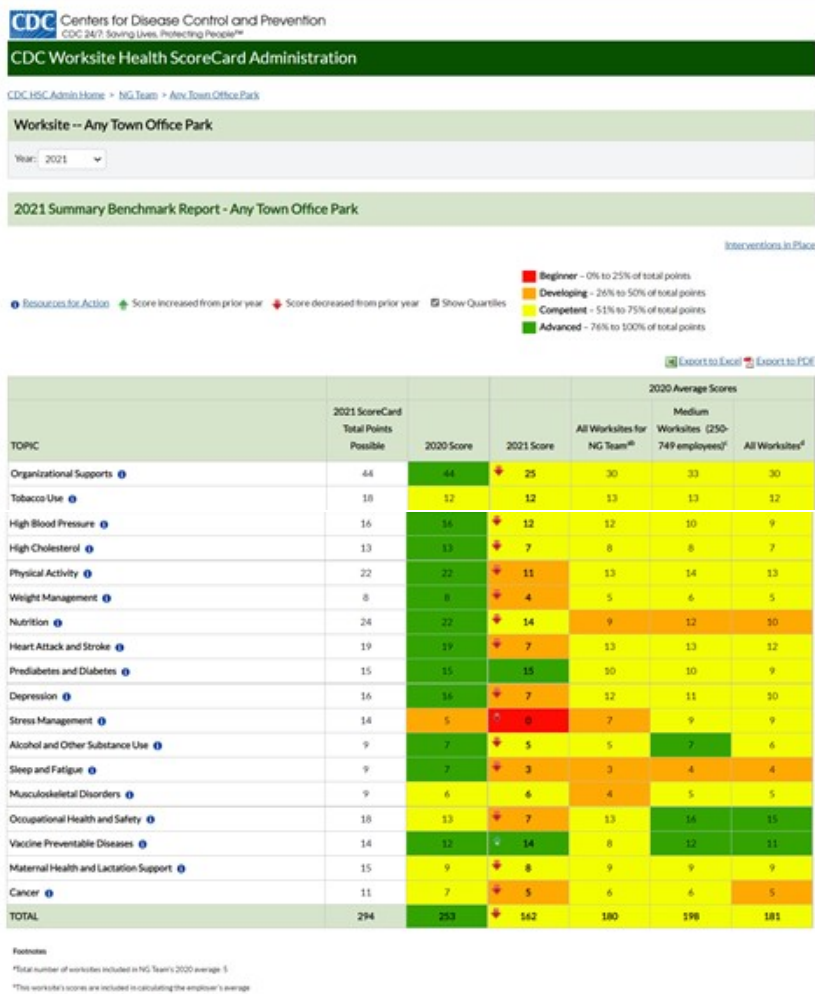 CDC Centers for Disease Control and Prevention
CDC 24/7: Saving Lives, Protecting People™
CDC Worksite Health ScoreCard Administration
CDC HSC Admin Home > NG Team > Any Town Office Park
Worksite -- Any Town Office Park
Year: 2021
2021 Summary Benchmark Report - Any Town Office Park
Interventions in Place
Beginner – 0% to 25% of total points
Developing – 26% to 50% of total points
Resources for Action Score increased from prior year Score decreased from prior year Show Quartiles
Competent – 51% to 75% of total points
Advanced – 76% to 100% of total points
Export to Excel Export to PDF
2020 Average Scores
TOPIC 2021 ScoreCard Total Points Possible 2020 Score 2021 Score All Worksites for NG Team^ab Medium Worksites (250-749 employees)^c All Worksites^d
Organizational Supports 44 44 25 30 33 30
Tobacco Use 18 12 12 13 13 12
High Blood Pressure 16 16 12 12 10 9
High Cholesterol 13 13 7 8 8 7
Physical Activity 22 22 11 13 14 13
Weight Management 8 8 4 5 6 5
Nutrition 24 22 14 9 12 10
Heart Attack and Stroke 19 19 7 13 13 12
Prediabetes and Diabetes 15 15 15 10 10 9
Depression 16 16 7 12 11 10
Stress Management 14 5 0 7 9 9
Alcohol and Other Substance Use 9 7 5 5 7 6
Sleep and Fatigue 9 7 3 3 4 4
Musculoskeletal Disorders 9 6 6 4 5 5
Occupational Health and Safety 18 13 7 13 16 15
Vaccine Preventable Diseases 14 12 14 8 12 11
Maternal Health and Lactation Support 15 9 8 9 9 9
Cancer 11 7 5 6 6 5
TOTAL 294 253 162 180 198 181
Footnotes
^aTotal number of worksites included in NG Team's 2020 average: 5
^bThis worksite's scores are included in calculating the employer's average